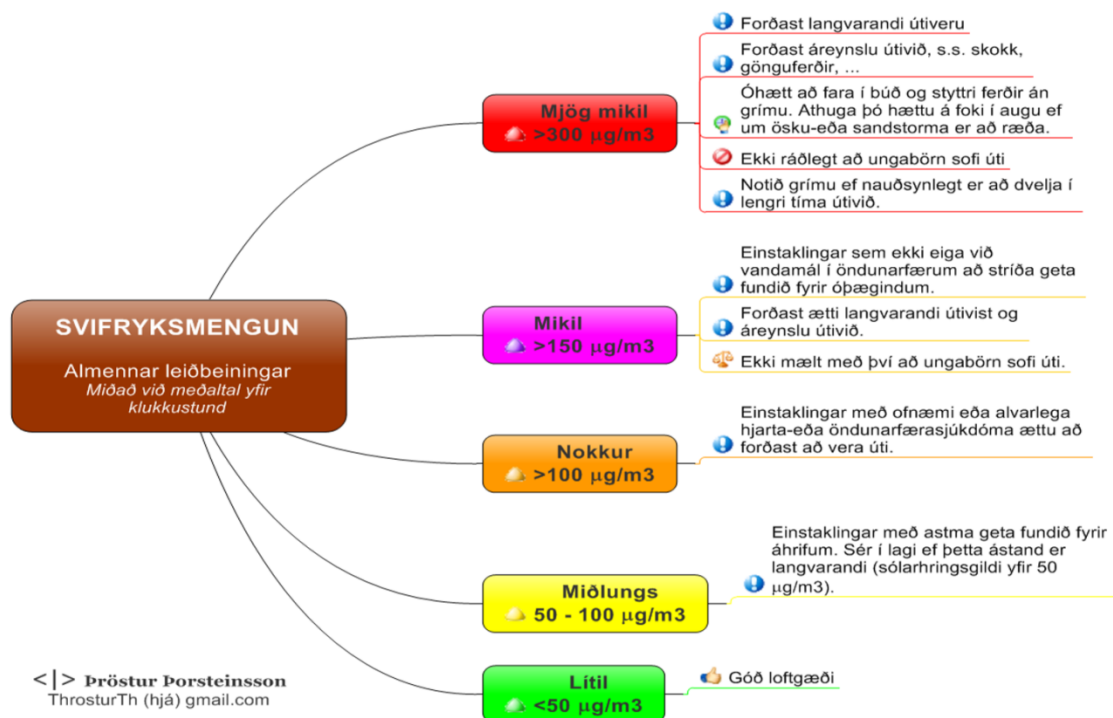 Forðast langvarandi útiveru
Forðast áreynslu útivið, s.s. skokk,
gönguferðir, ...
Mjög mikil
>300 μg/m3
Óhætt að fara í búð og styttri ferðir án
grímu. Athuga þó hættu á foki í augu ef
um ösku-eða sandstorma er að ræða.
Ekki ráðlegt að ungabörn sofi úti
Notið grímu ef nauðsynlegt er að dvelja í
lengri tíma útivið.
SVIFRYKSMENGUN
Almennar leiðbeiningar
Miðað við meðaltal yfir
klukkustund
Mikil
>150 μg/m3
Einstaklingar sem ekki eiga við
vandamál í öndunarfærum að stríða geta
fundið fyrir óþægindum.
Forðast ætti langvarandi útivist og
áreynslu útivið.
Ekki mælt með því að ungabörn sofi úti.
Nokkur
>100 μg/m3
Einstaklingar með ofnæmi eða alvarlega
hjarta-eða öndunarfærasjúkdóma ættu að
forðast að vera úti.
Miðlungs
50 - 100 μg/m3
Einstaklingar með astma geta fundið fyrir
áhrifum. Sér í lagi ef þetta ástand er
langvarandi (sólarhringsgildi yfir 50
μg/m3).
Lítil
<50 μg/m3
Góð loftgæði
<|> Þröstur Þorsteinsson
ThrosturTh (hjá) gmail.com